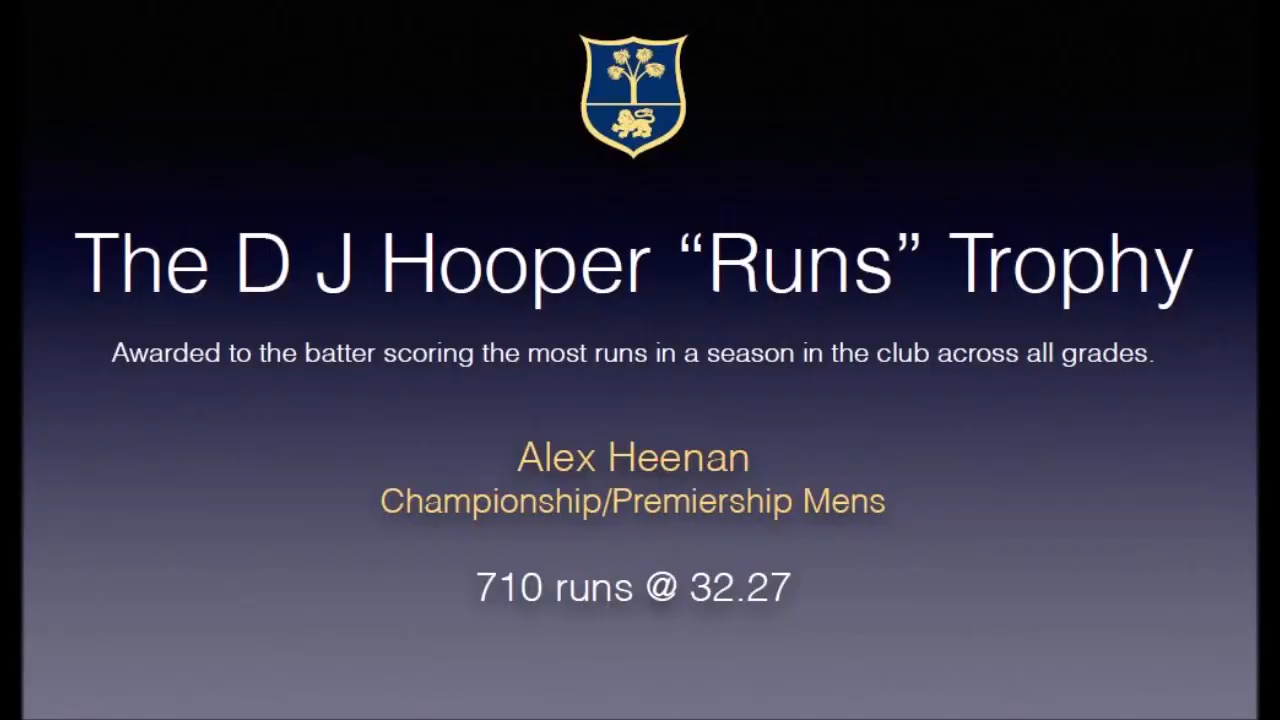 The D J Hooper “Runs” Trophy
Awarded to the batter scoring the most runs in a season in the club across all grades.
Alex Heenan
Championship/Premiership Mens
710 runs @ 32.27